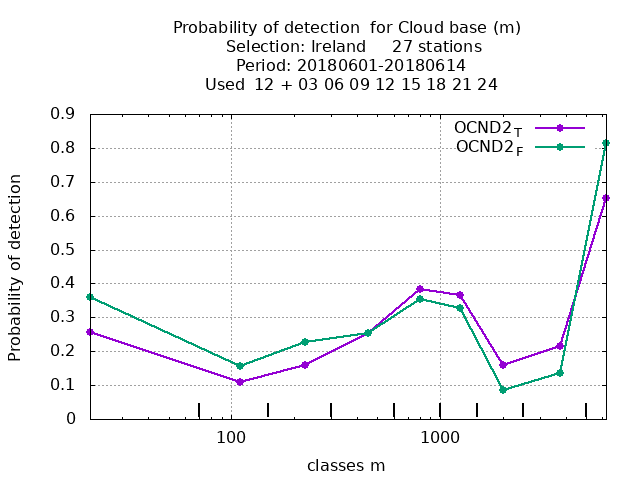 Probability of detection  for Cloud base (m)
Selection: Ireland     27 stations
Period: 20180601-20180614
Used  12 + 03 06 09 12 15 18 21 24
OCND2T
OCND2F
Probability of detection
0.9
0.8
0.7
0.6
0.5
0.4
0.3
0.2
0.1
0
100
1000
classes m